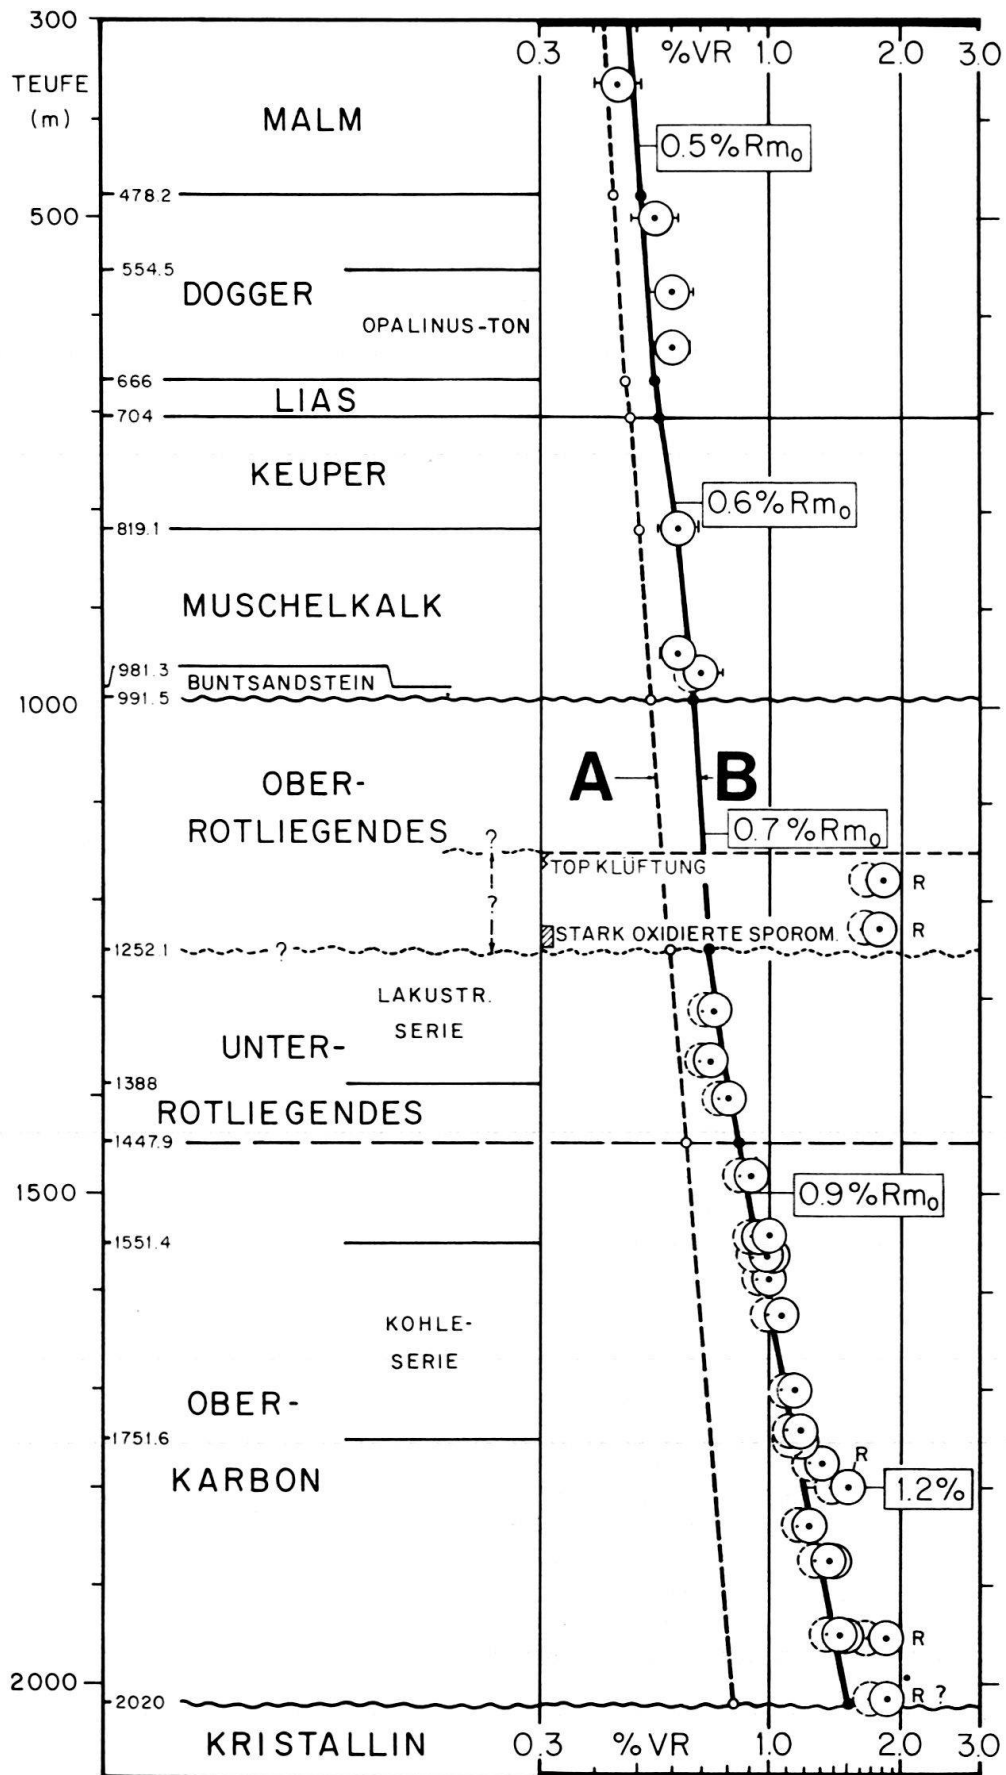 300
0.3 %VR 1.0 2.0 3.0
TEUFE
(m)
MALM
0.5%Rm₀
478.2
500
554.5
DOGGER
OPALINUS-TON
666
LIAS
704
KEUPER
0.6%Rm₀
819.1
MUSCHELKALK
981.3
BUNTSANDSTEIN
991.5
1000
A B
OBER-
ROTLIEGENDES
0.7%Rm₀
?
TOP KLÜFTUNG
R
?
STARK OXIDIERTE SPOROM.
R
1252.1
?
LAKUSTR.
SERIE
UNTER-
1388
ROTLIEGENDES
1447.9
1500
0.9%Rm₀
1551.4
KOHLE-
SERIE
OBER-
1751.6
R
KARBON
1.2%
R
2000
R ?
2020
KRISTALLIN
0.3 %VR 1.0 2.0 3.0